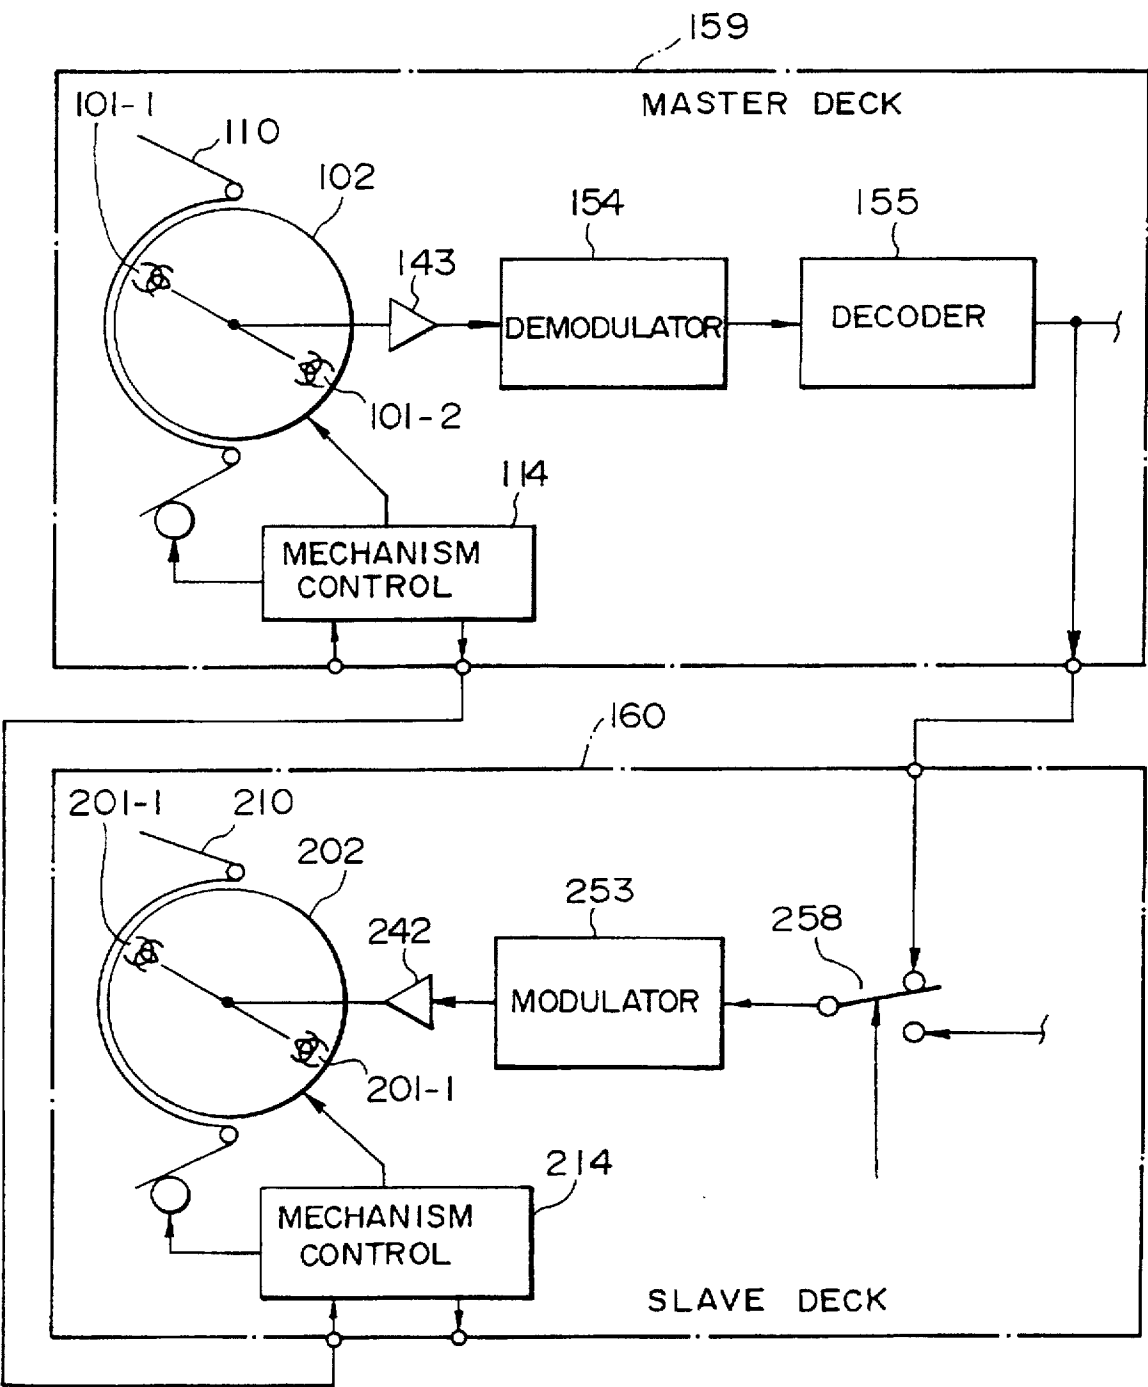 159
MASTER DECK
101-1
110
102
143
154
155
DEMODULATOR
DECODER
101-2
114
MECHANISM
CONTROL
160
201-1
210
202
242
253
258
MODULATOR
201-1
214
MECHANISM
CONTROL
SLAVE DECK